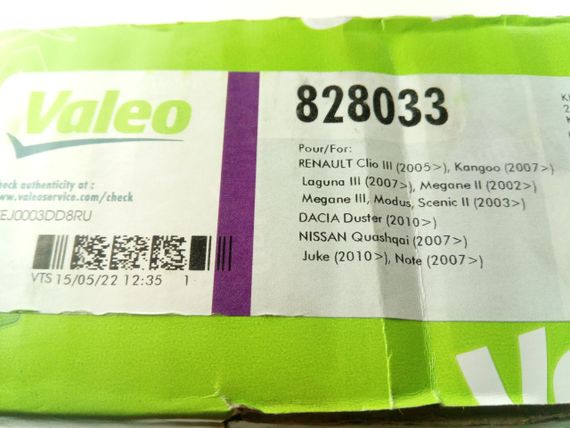 Valeo
828033
Pour/For:
RENAULT Clio III (2005>), Kangoo (2007>)
Laguna III (2007>), Megane II (2002>)
Megane III, Modus, Scenic II (2003>)
DACIA Duster (2010>)
NISSAN Quashqai (2007>)
Juke (2010>), Note (2007>)
heck authenticity at :
www.valeoservice.com/check
EJ0003DD8RU
VTS 15/05/22 12:35 1